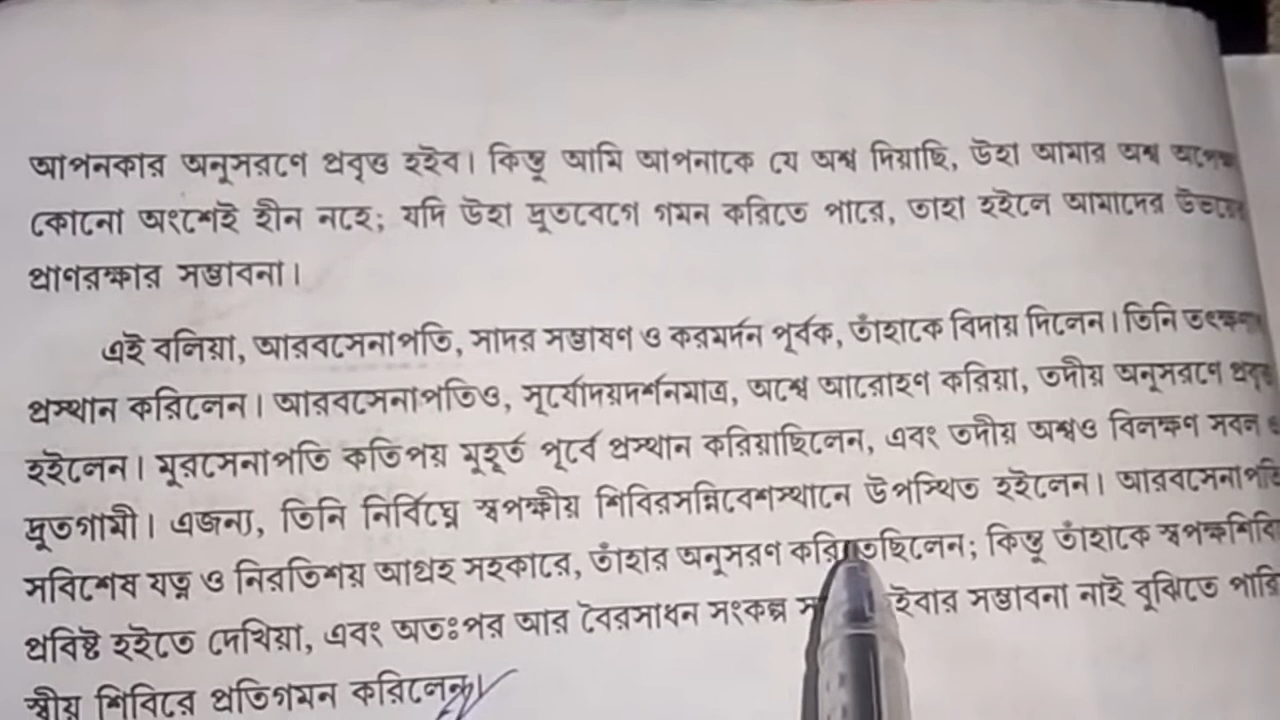 আপনকার অনুসরণে প্রবৃত্ত হইব। কিন্তু আমি আপনাকে যে অশ্ব দিয়াছি, উহা আমার অশ্ব
কোনো অংশেই হীন নহে; যদি উহা দ্রুতবেগে গমন করিতে পারে, তাহা হইলে আমাদের
প্রাণরক্ষার সম্ভাবনা।
এই বলিয়া, আরবসেনাপতি, সাদর সম্ভাষণ ও করমর্দন পূর্বক, তাঁহাকে বিদায় দিলেন। তিনি
প্রস্থান করিলেন। আরবসেনাপতিও, সূর্যোদয়দর্শনমাত্র, অশ্বে আরোহণ করিয়া, তদীয় অনুসরণে প্রবৃত্ত
হইলেন। মূরসেনাপতি কতিপয় মুহূর্ত পূর্বে প্রস্থান করিয়াছিলেন, এবং তদীয় অশ্বও বিলক্ষণ সবল
দ্রুতগামী। এজন্য, তিনি নির্বিঘ্নে স্বপক্ষীয় শিবিরসন্নিবেশস্থানে উপস্থিত হইলেন। আরবসেনাপতি
সবিশেষ যত্ন ও নিরতিশয় আগ্রহ সহকারে, তাঁহার অনুসরণ করিতেছিলেন; কিন্তু তাঁহাকে
প্রবিষ্ট হইতে দেখিয়া, এবং অতঃপর আর বৈরসাধন সংকল্প সম্ভাবনা নাই বুঝিতে
স্বীয় শিবিরে প্রতিগমন করিলেন।